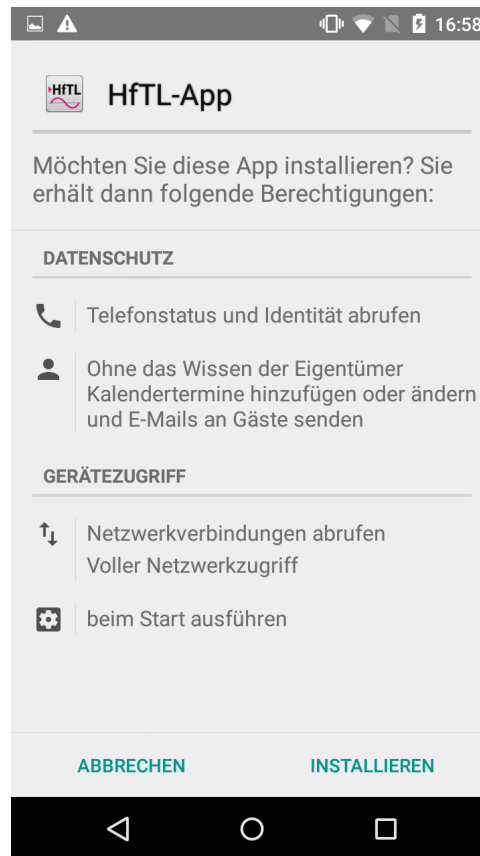 16:58
HfTL
HfTL-App
Möchten Sie diese App installieren? Sie
erhält dann folgende Berechtigungen:
DATENSCHUTZ
Telefonstatus und Identität abrufen
Ohne das Wissen der Eigentümer
Kalendertermine hinzufügen oder ändern
und E-Mails an Gäste senden
GERÄTEZUGRIFF
Netzwerkverbindungen abrufen
Voller Netzwerkzugriff
beim Start ausführen
ABBRECHEN
INSTALLIEREN